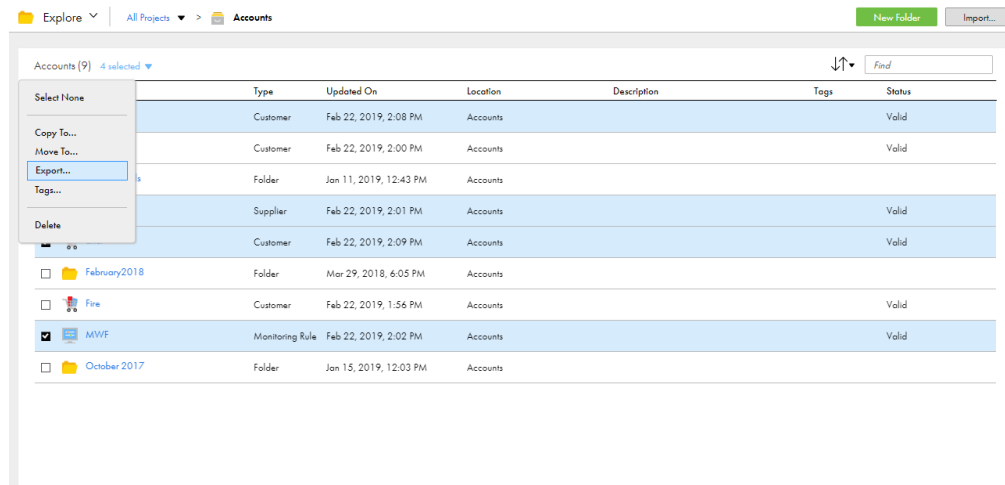 Explore All Projects > Accounts New Folder Import...
Accounts (9) 4 selected Find
Select None
Copy To...
Move To...
Export...
Tags...
Delete
Type Updated On Location Description Tags Status
Customer Feb 22, 2019, 2:08 PM Accounts Valid
Customer Feb 22, 2019, 2:00 PM Accounts Valid
Folder Jan 11, 2019, 12:43 PM Accounts
Supplier Feb 22, 2019, 2:01 PM Accounts Valid
Customer Feb 22, 2019, 2:09 PM Accounts Valid
February2018 Folder Mar 29, 2018, 6:05 PM Accounts
Fire Customer Feb 22, 2019, 1:56 PM Accounts Valid
MWF Monitoring Rule Feb 22, 2019, 2:02 PM Accounts Valid
October 2017 Folder Jan 15, 2019, 12:03 PM Accounts